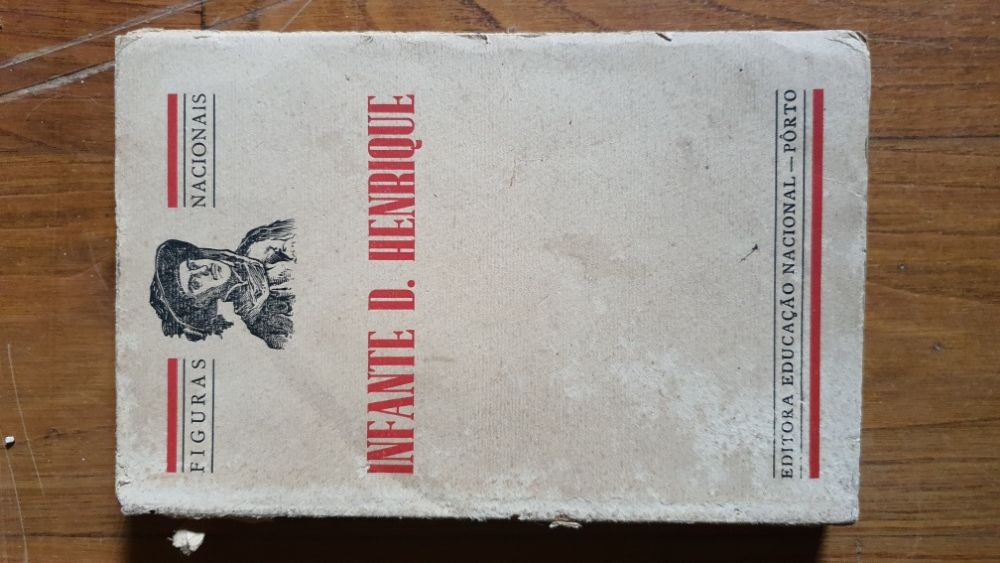 FIGURAS NACIONAIS
INFANTE D. HENRIQUE
EDITORA EDUCAÇÃO NACIONAL — PÔRTO